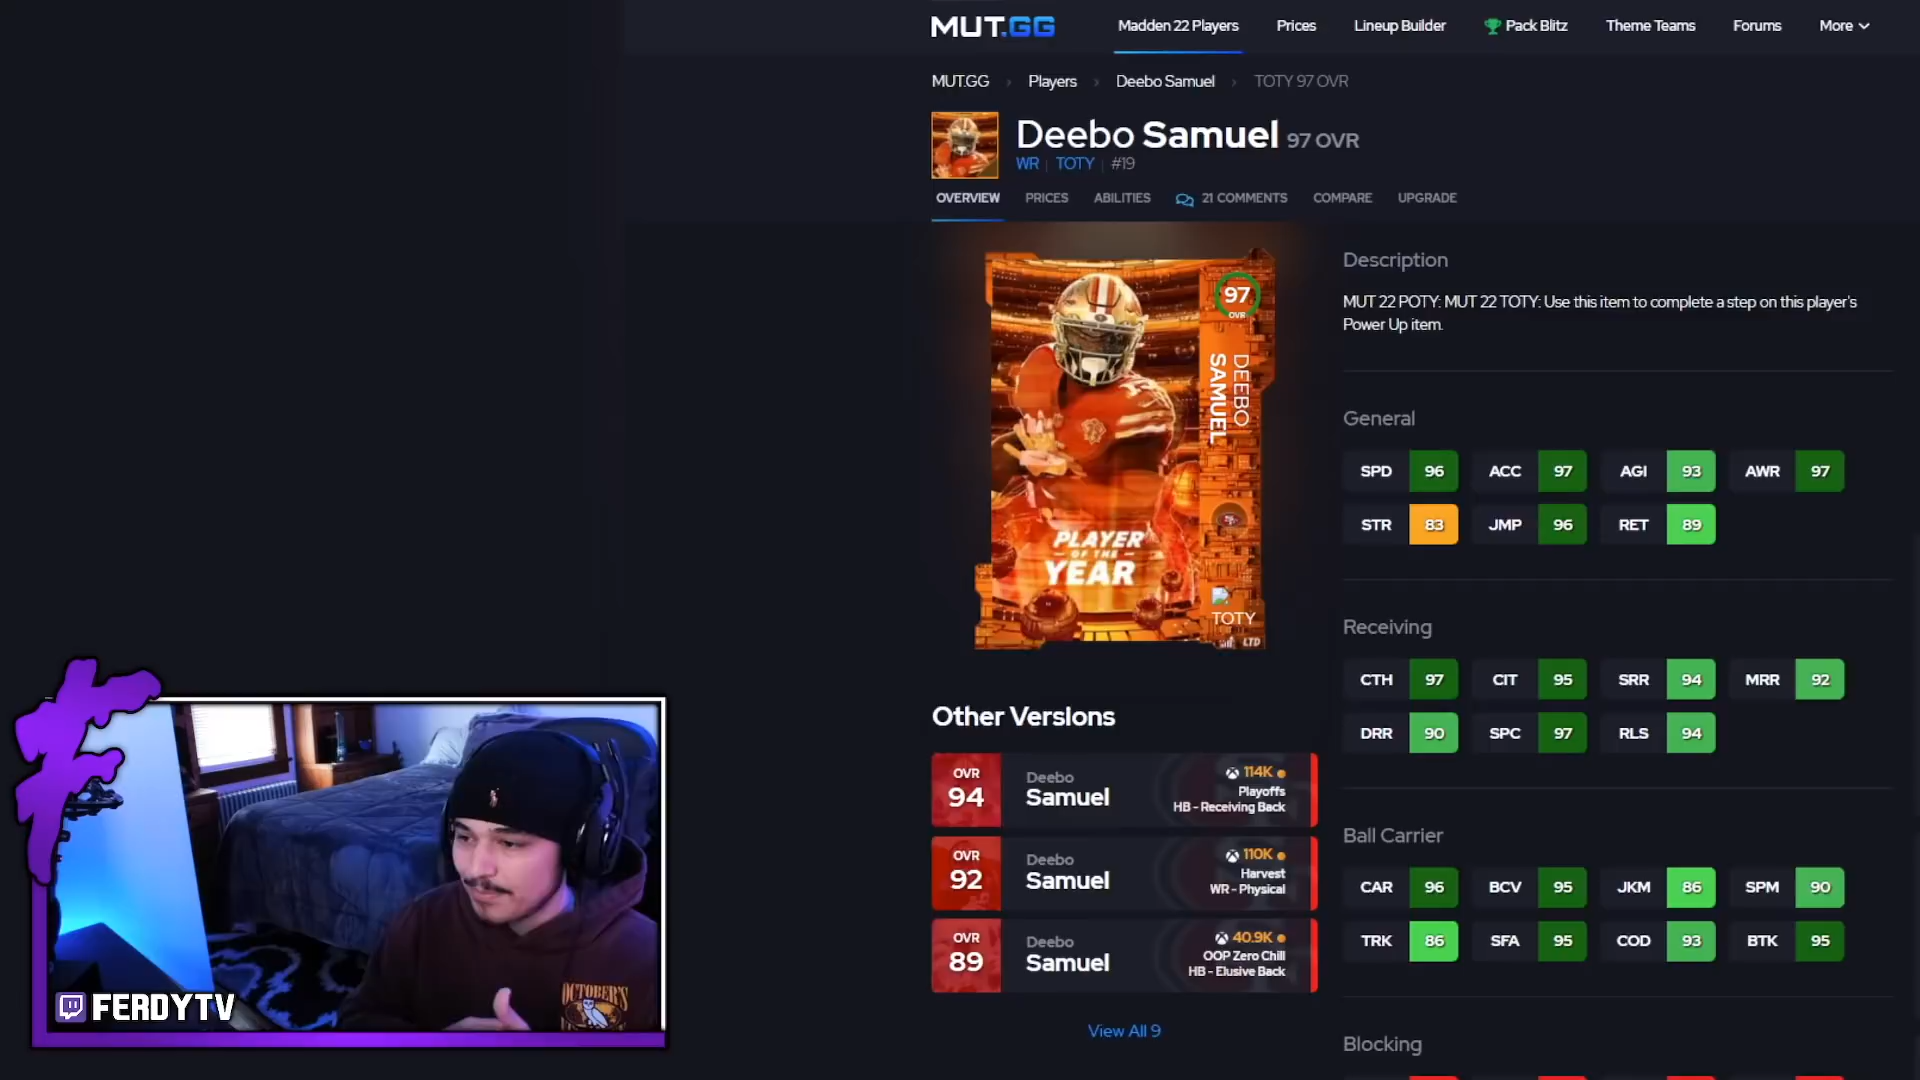 MUT.GG
Madden 22 Players
Prices
Lineup Builder
Pack Blitz
Theme Teams
Forums
More
MUT.GG › Players › Deebo Samuel › TOTY 97 OVR
Deebo Samuel 97 OVR
WR | TOTY | #19
OVERVIEW
PRICES
ABILITIES
21 COMMENTS
COMPARE
UPGRADE
97
OVR
DEEBO
SAMUEL
PLAYER
OF THE
YEAR
TOTY
LTD
Description
MUT 22 POTY: MUT 22 TOTY: Use this item to complete a step on this player's
Power Up item.
General
SPD 96 ACC 97 AGI 93 AWR 97
STR 83 JMP 96 RET 89
Receiving
CTH 97 CIT 95 SRR 94 MRR 92
DRR 90 SPC 97 RLS 94
Ball Carrier
CAR 96 BCV 95 JKM 86 SPM 90
TRK 86 SFA 95 COD 93 BTK 95
Blocking
Other Versions
OVR
94
Deebo
Samuel
114K
Playoffs
HB - Receiving Back
OVR
92
Deebo
Samuel
110K
Harvest
WR - Physical
OVR
89
Deebo
Samuel
40.9K
OOP Zero Chill
HB - Elusive Back
View All 9
OCTOBER'S
FERDYTV